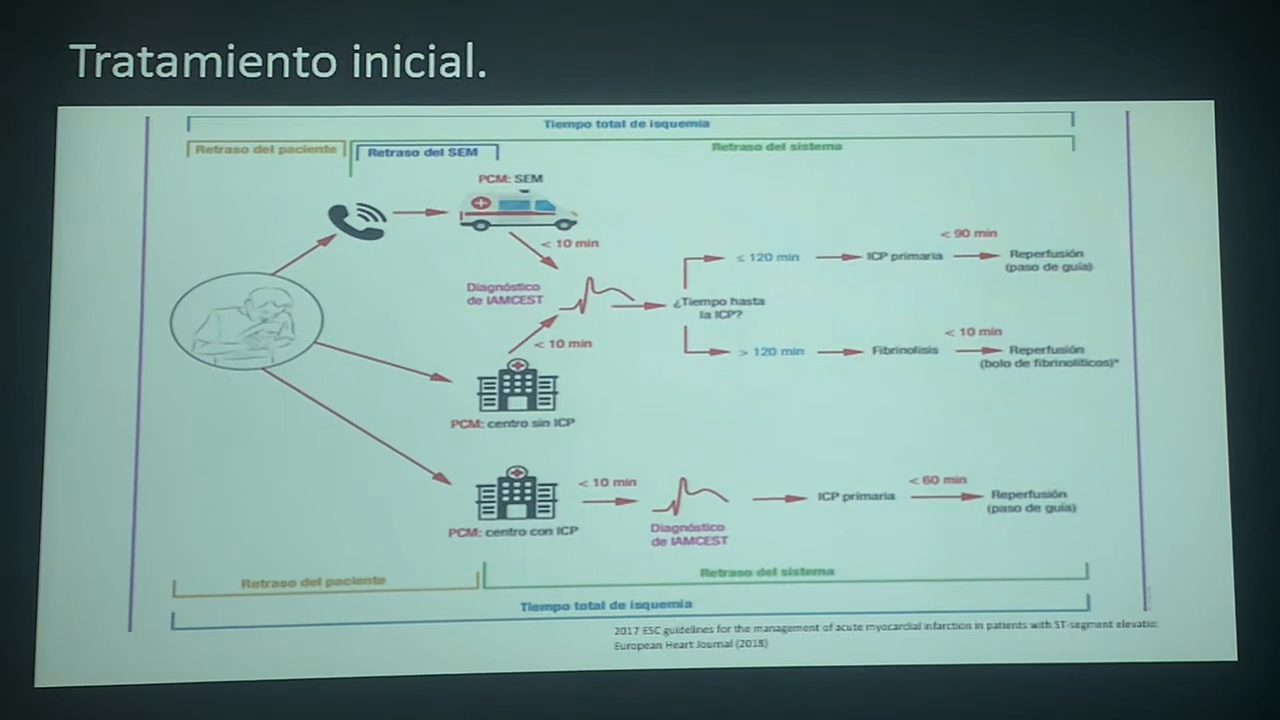 Tratamiento inicial.
Tiempo total de isquemia
Retraso del paciente
Retraso del SEM
Retraso del sistema
PCM: SEM
< 10 min
Diagnóstico
de IAMCEST
< 10 min
PCM: centro sin ICP
¿Tiempo hasta
la ICP?
≤ 120 min
ICP primaria
< 90 min
Reperfusión
(paso de guía)
> 120 min
Fibrinolisis
< 10 min
Reperfusión
(bolo de fibrinolíticos)*
PCM: centro con ICP
< 10 min
Diagnóstico
de IAMCEST
ICP primaria
< 60 min
Reperfusión
(paso de guía)
Retraso del paciente
Retraso del sistema
Tiempo total de isquemia
2017 ESC guidelines for the management of acute myocardial infarction in patients with ST-segment
European Heart Journal (2018)